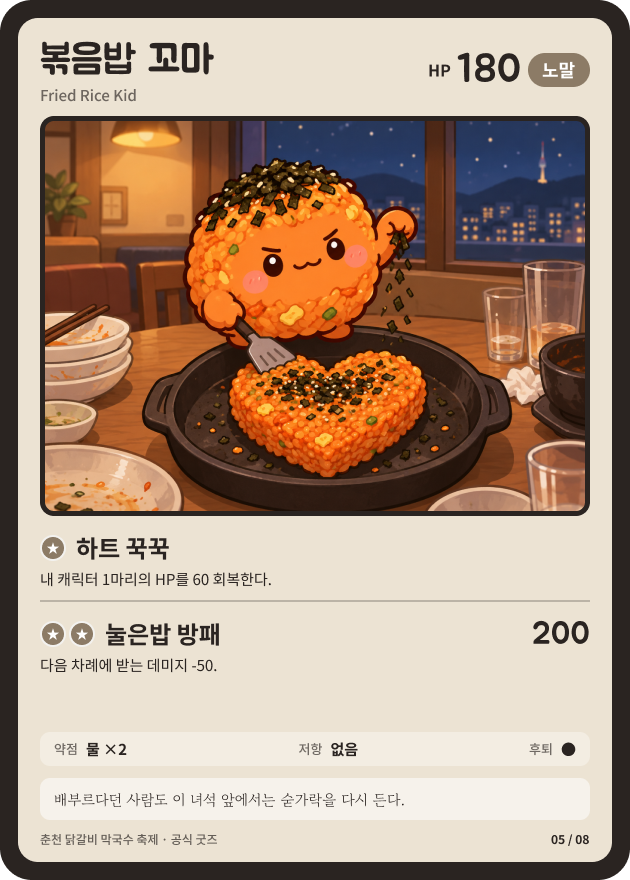 볶음밥 꼬마
Fried Rice Kid
HP 180 노말
하트 꾹꾹
내 캐릭터 1마리의 HP를 60 회복한다.
눌은밥 방패 200
다음 차례에 받는 데미지 -50.
약점 물 ×2 저항 없음 후퇴
배부르다던 사람도 이 녀석 앞에서는 숟가락을 다시 든다.
춘천 닭갈비 막국수 축제 · 공식 굿즈 05 / 08